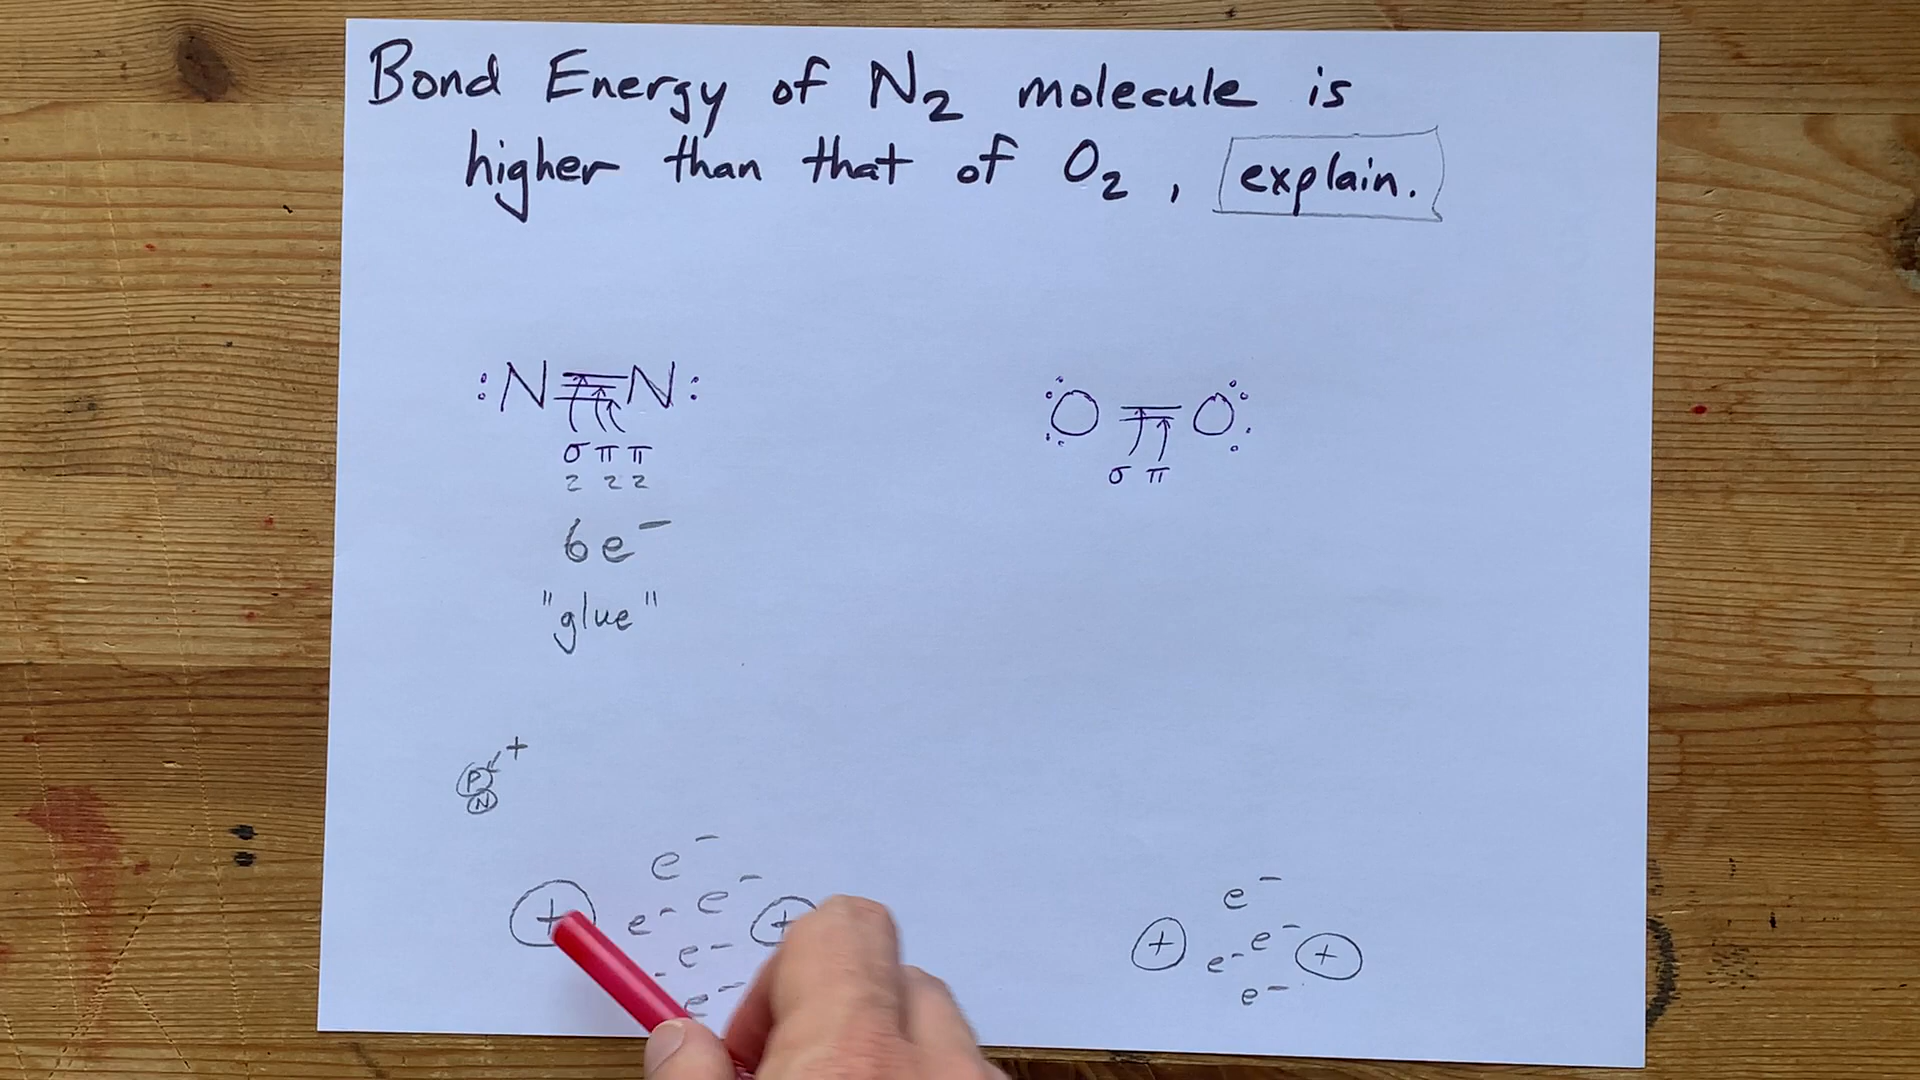 Bond Energy of N2 molecule is
higher than that of O2, explain.
:N≡N:
O=O
σ π π
2 2 2
σ π
6e⁻
"glue"
+
P
N
e⁻
e⁻
e⁻
e⁻
e⁻
+
+
e⁻
e⁻
e⁻
e⁻
+
+